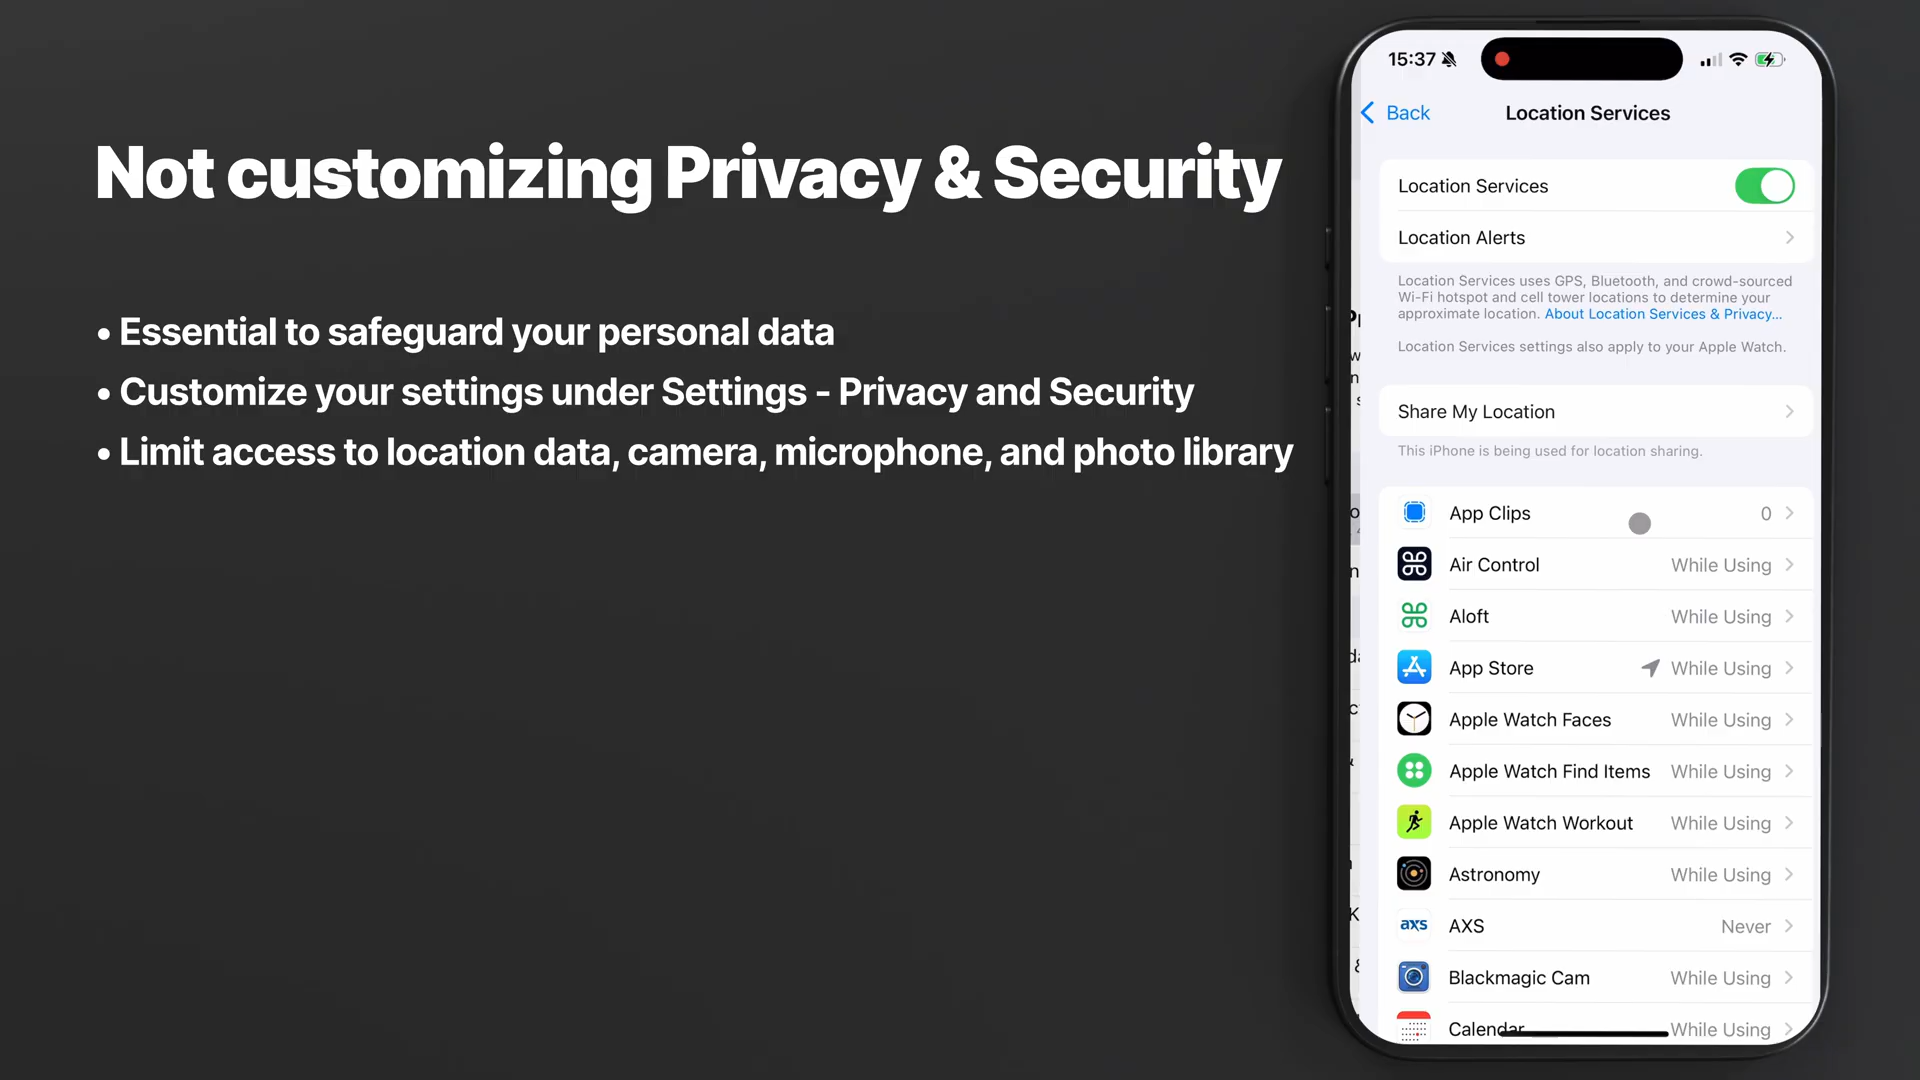 Not customizing Privacy & Security
• Essential to safeguard your personal data
• Customize your settings under Settings - Privacy and Security
• Limit access to location data, camera, microphone, and photo library
15:37
Back
Location Services
Location Services
Location Alerts
Location Services uses GPS, Bluetooth, and crowd-sourced
Wi-Fi hotspot and cell tower locations to determine your
approximate location. About Location Services & Privacy...
Location Services settings also apply to your Apple Watch.
Share My Location
This iPhone is being used for location sharing.
App Clips 0
Air Control While Using
Aloft While Using
App Store While Using
Apple Watch Faces While Using
Apple Watch Find Items While Using
Apple Watch Workout While Using
Astronomy While Using
axs AXS Never
Blackmagic Cam While Using
Calendar While Using